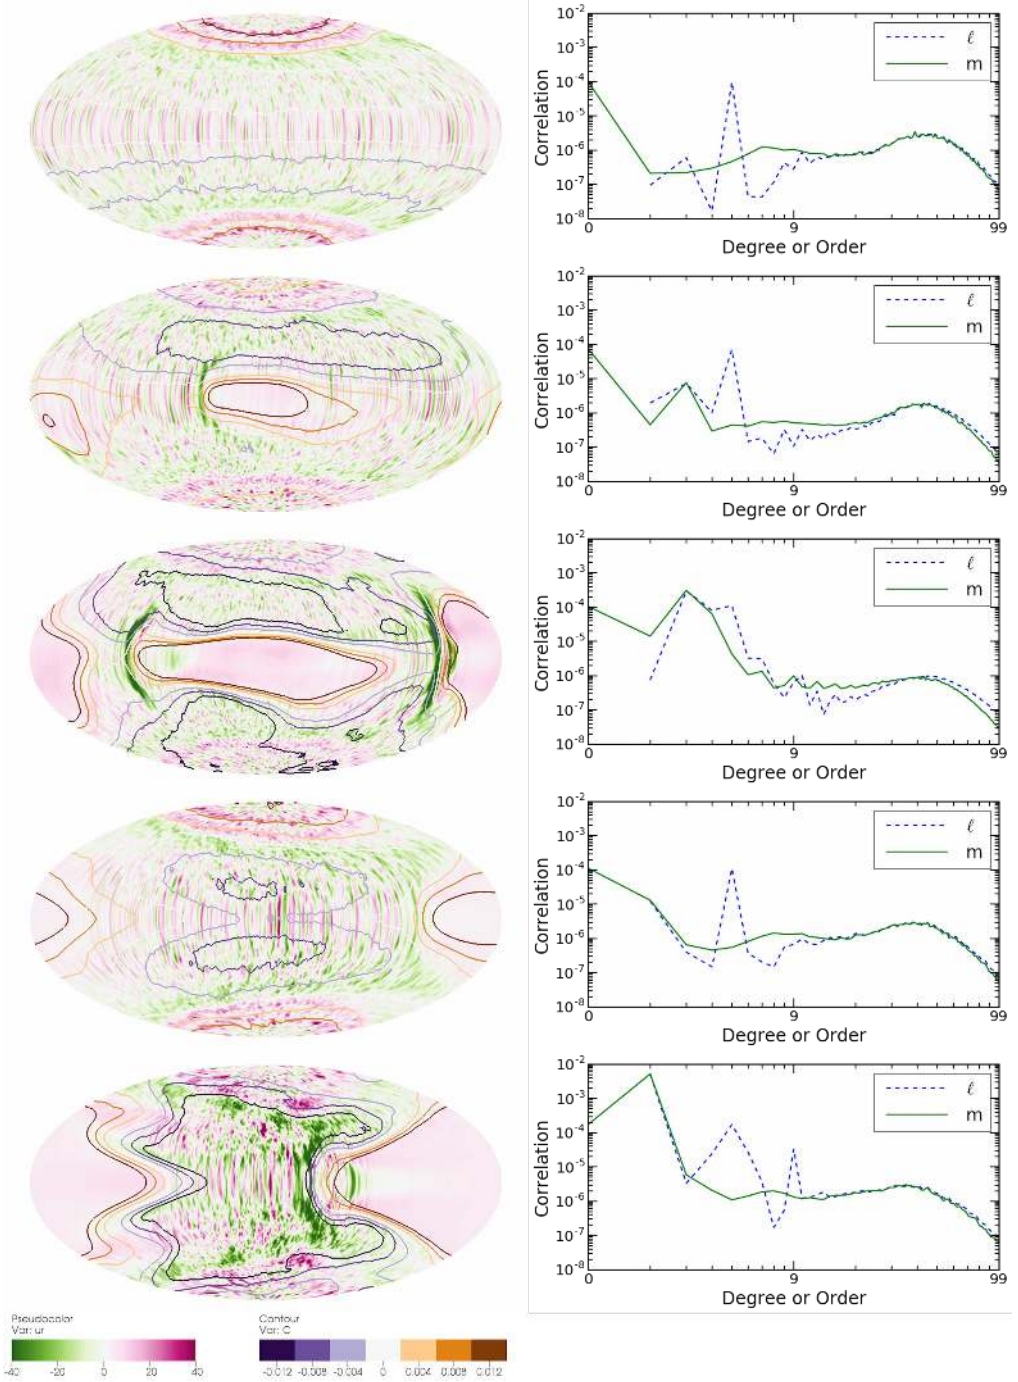 10^-2
10^-3
10^-4
10^-5
10^-6
10^-7
10^-8
Correlation
ℓ
m
0 9 99
Degree or Order
10^-2
10^-3
10^-4
10^-5
10^-6
10^-7
10^-8
Correlation
ℓ
m
0 9 99
Degree or Order
10^-2
10^-3
10^-4
10^-5
10^-6
10^-7
10^-8
Correlation
ℓ
m
0 9 99
Degree or Order
10^-2
10^-3
10^-4
10^-5
10^-6
10^-7
10^-8
Correlation
ℓ
m
0 9 99
Degree or Order
10^-2
10^-3
10^-4
10^-5
10^-6
10^-7
10^-8
Correlation
ℓ
m
0 9 99
Degree or Order
Pseudocolor
Var: ur
-40 -20 0 20 40
Contour
Var: C
-0.012 -0.008 -0.004 0 0.004 0.008 0.012